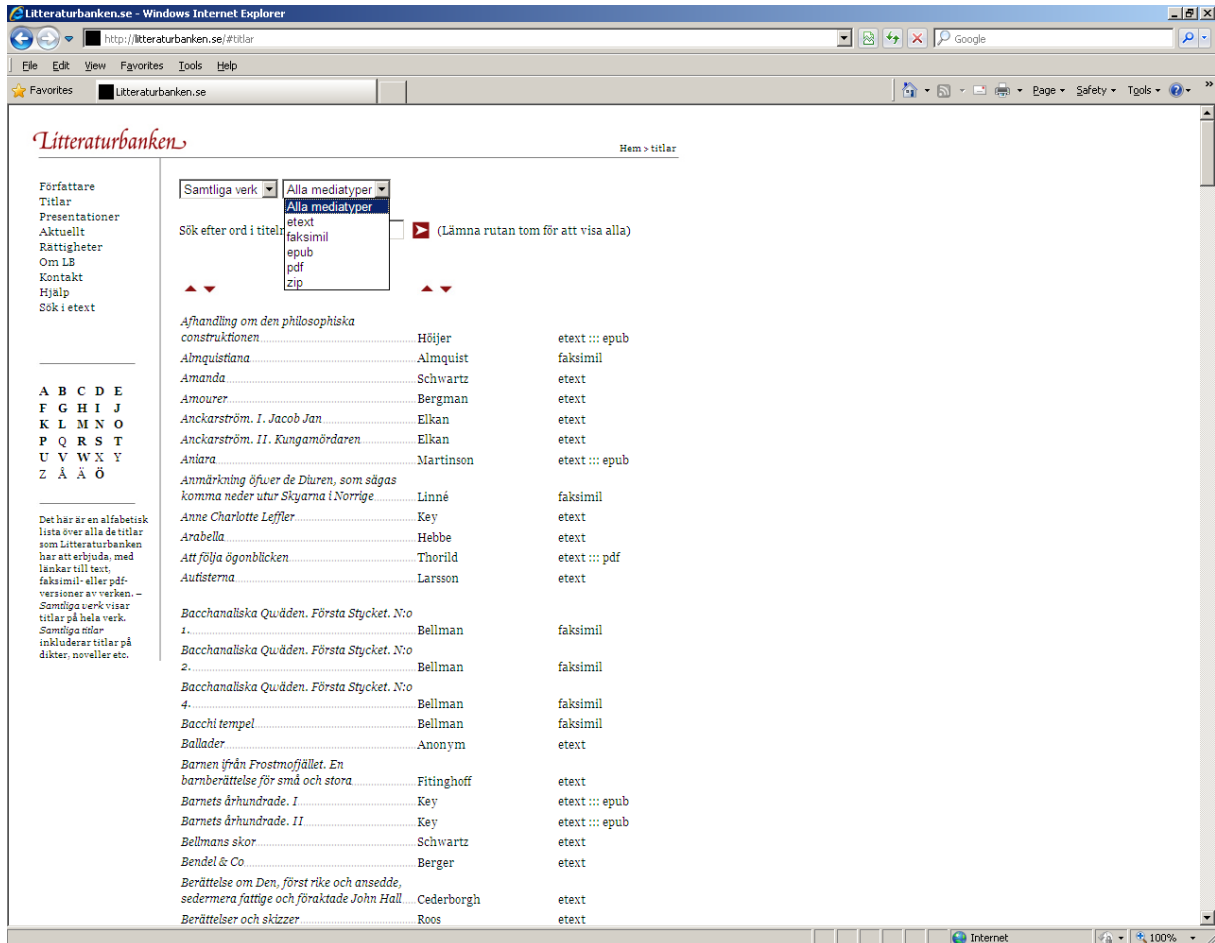 Litteraturbanken.se - Windows Internet Explorer
http://litteraturbanken.se/#titlar
Google
File Edit View Favorites Tools Help
Favorites
Litteraturbanken.se
Page Safety Tools »
Litteraturbanken
Hem > titlar
Författare
Titlar
Presentationer
Aktuellt
Rättigheter
Om LB
Kontakt
Hjälp
Sök i etext
A B C D E
F G H I J
K L M N O
P Q R S T
U V W X Y
Z Å Ä Ö
Det här är en alfabetisk
lista över alla de titlar
som Litteraturbanken
har att erbjuda, med
länkar till text,
faksimil- eller pdf-
versioner av verken. –
Samtliga verk visar
titlar på hela verk.
Samtliga titlar
inkluderar titlar på
dikter, noveller etc.
Samtliga verk Alla mediatyper
Alla mediatyper
etext
faksimil
epub
pdf
zip
Sök efter ord i titeln (Lämna rutan tom för att visa alla)
Afhandling om den philosophiska
construktionen Höijer etext ::: epub
Almquistiana Almquist faksimil
Amanda Schwartz etext
Amourer Bergman etext
Anckarström. I. Jacob Jan Elkan etext
Anckarström. II. Kungamördaren Elkan etext
Aniara Martinson etext ::: epub
Anmärkning öfwer de Diuren, som sägas
komma neder utur Skyarna i Norrige Linné faksimil
Anne Charlotte Leffler Key etext
Arabella Hebbe etext
Att följa ögonblicken Thorild etext ::: pdf
Autisterna Larsson etext
Bacchanaliska Qwäden. Första Stycket. N:o
1. Bellman faksimil
Bacchanaliska Qwäden. Första Stycket. N:o
2. Bellman faksimil
Bacchanaliska Qwäden. Första Stycket. N:o
4. Bellman faksimil
Bacchi tempel Bellman faksimil
Ballader Anonym etext
Barnen ifrån Frostmofjället. En
barnberättelse för små och stora Fitinghoff etext
Barnets århundrade. I Key etext ::: epub
Barnets århundrade. II Key etext ::: epub
Bellmans skor Schwartz etext
Bendel & Co Berger etext
Berättelse om Den, först rike och ansedde,
sedermera fattige och föraktade John Hall Cederborgh etext
Berättelser och skizzer Roos etext
Internet 100%